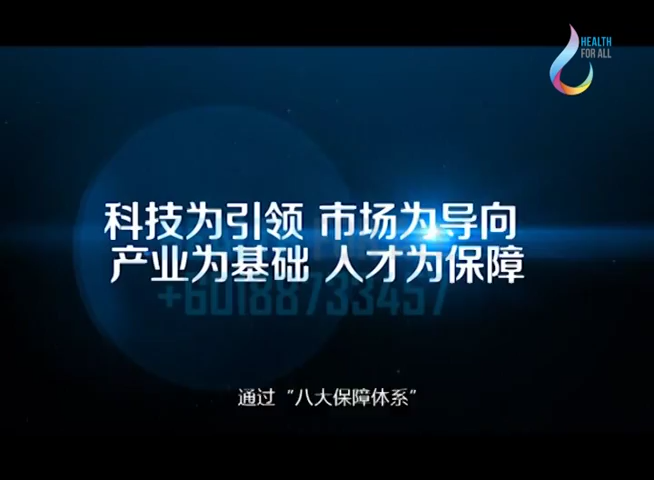 HEALTH
FOR ALL
科技为引领 市场为导向
产业为基础 人才为保障
+60188733457
通过“八大保障体系”